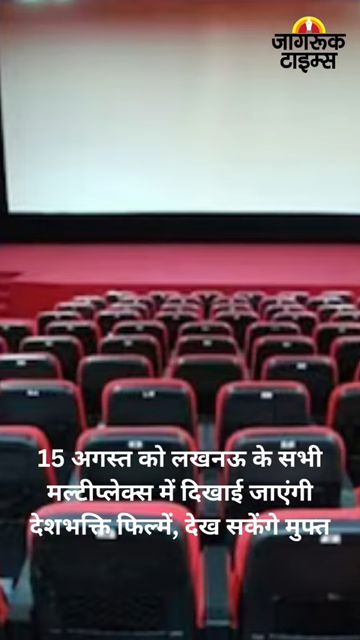 जागरूक
टाइम्स
15 अगस्त को लखनऊ के सभी
मल्टीप्लेक्स में दिखाई जाएंगी
देशभक्ति फिल्में, देख सकेंगे मुफ्त